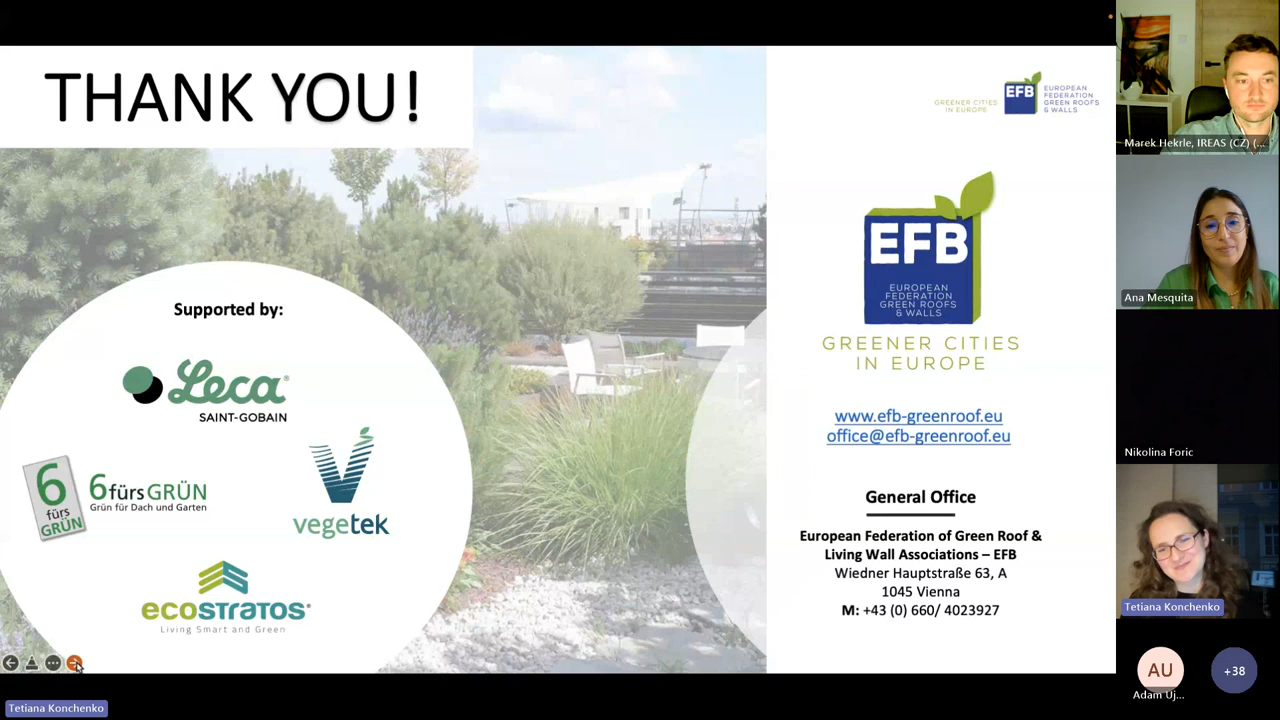 THANK YOU!
Supported by:
Leca®
SAINT-GOBAIN
6
fürs
GRÜN
6fürsGRÜN
Grün für Dach und Garten
vegetek
ecostratos®
Living Smart and Green
GREENER CITIES
IN EUROPE
EFB
EUROPEAN
FEDERATION
GREEN ROOFS
& WALLS
EFB
EUROPEAN
FEDERATION
GREEN ROOFS
& WALLS
GREENER CITIES
IN EUROPE
www.efb-greenroof.eu
office@efb-greenroof.eu
General Office
European Federation of Green Roof &
Living Wall Associations – EFB
Wiedner Hauptstraße 63, A
1045 Vienna
M: +43 (0) 660/ 4023927
Marek Hekrle, IREAS (CZ) (...
Ana Mesquita
Nikolina Foric
Tetiana Konchenko
AU
Adam Uj...
+38
Tetiana Konchenko